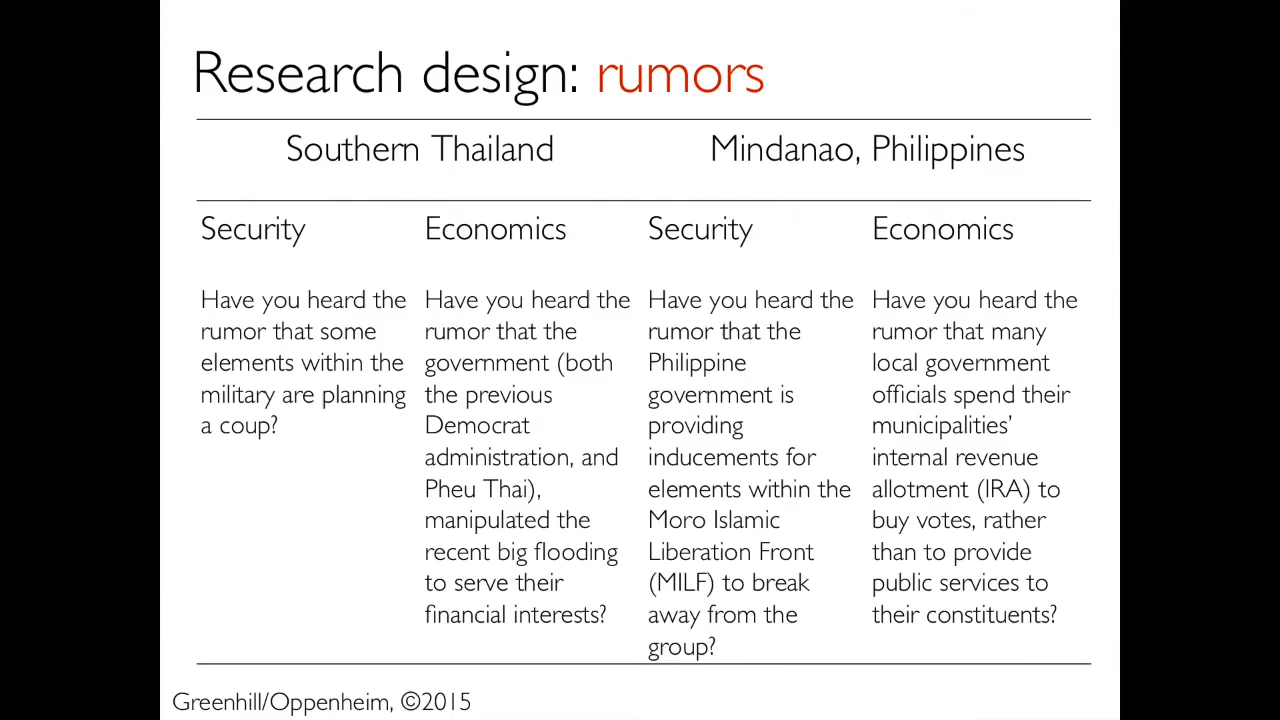 Research design: rumors
Southern Thailand
Mindanao, Philippines
Security
Economics
Security
Economics
Have you heard the
rumor that some
elements within the
military are planning
a coup?
Have you heard the
rumor that the
government (both
the previous
Democrat
administration, and
Pheu Thai),
manipulated the
recent big flooding
to serve their
financial interests?
Have you heard the
rumor that the
Philippine
government is
providing
inducements for
elements within the
Moro Islamic
Liberation Front
(MILF) to break
away from the
group?
Have you heard the
rumor that many
local government
officials spend their
municipalities’
internal revenue
allotment (IRA) to
buy votes, rather
than to provide
public services to
their constituents?
Greenhill/Oppenheim, ©2015